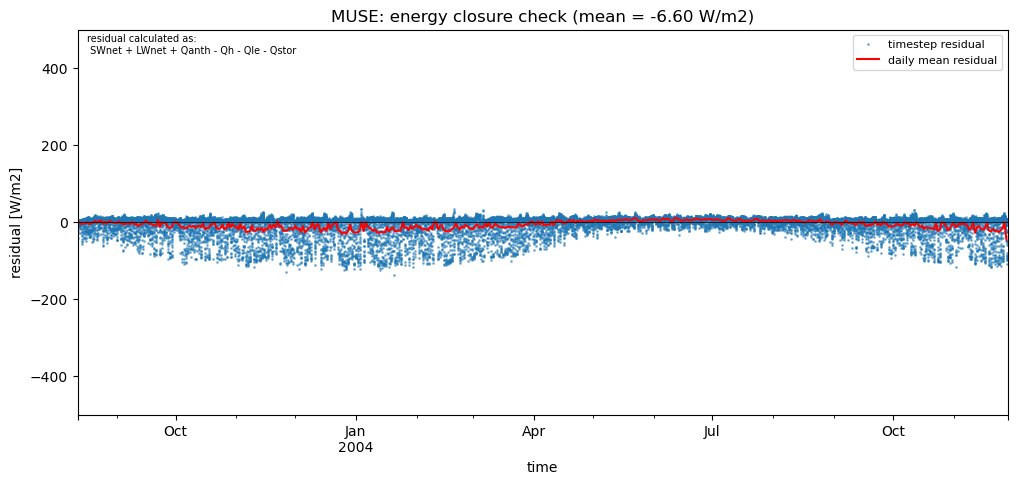 MUSE: energy closure check (mean = -6.60 W/m2)
residual calculated as:
SWnet + LWnet + Qanth - Qh - Qle - Qstor
timestep residual
daily mean residual
residual [W/m2]
400
200
0
−200
−400
Oct
Jan
2004
Apr
Jul
Oct
time